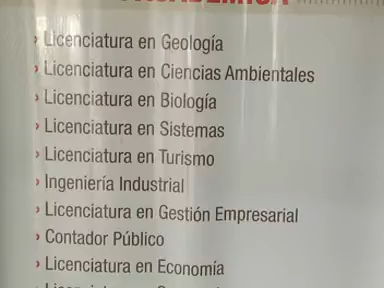 › Licenciatura en Geología
› Licenciatura en Ciencias Ambientales
› Licenciatura en Biología
› Licenciatura en Sistemas
› Licenciatura en Turismo
› Ingeniería Industrial
› Licenciatura en Gestión Empresarial
› Contador Público
› Licenciatura en Economía